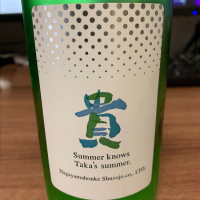 貴
Summer knows
Taka's summer.
Nagayamahonke Shuzojo co., LTD.